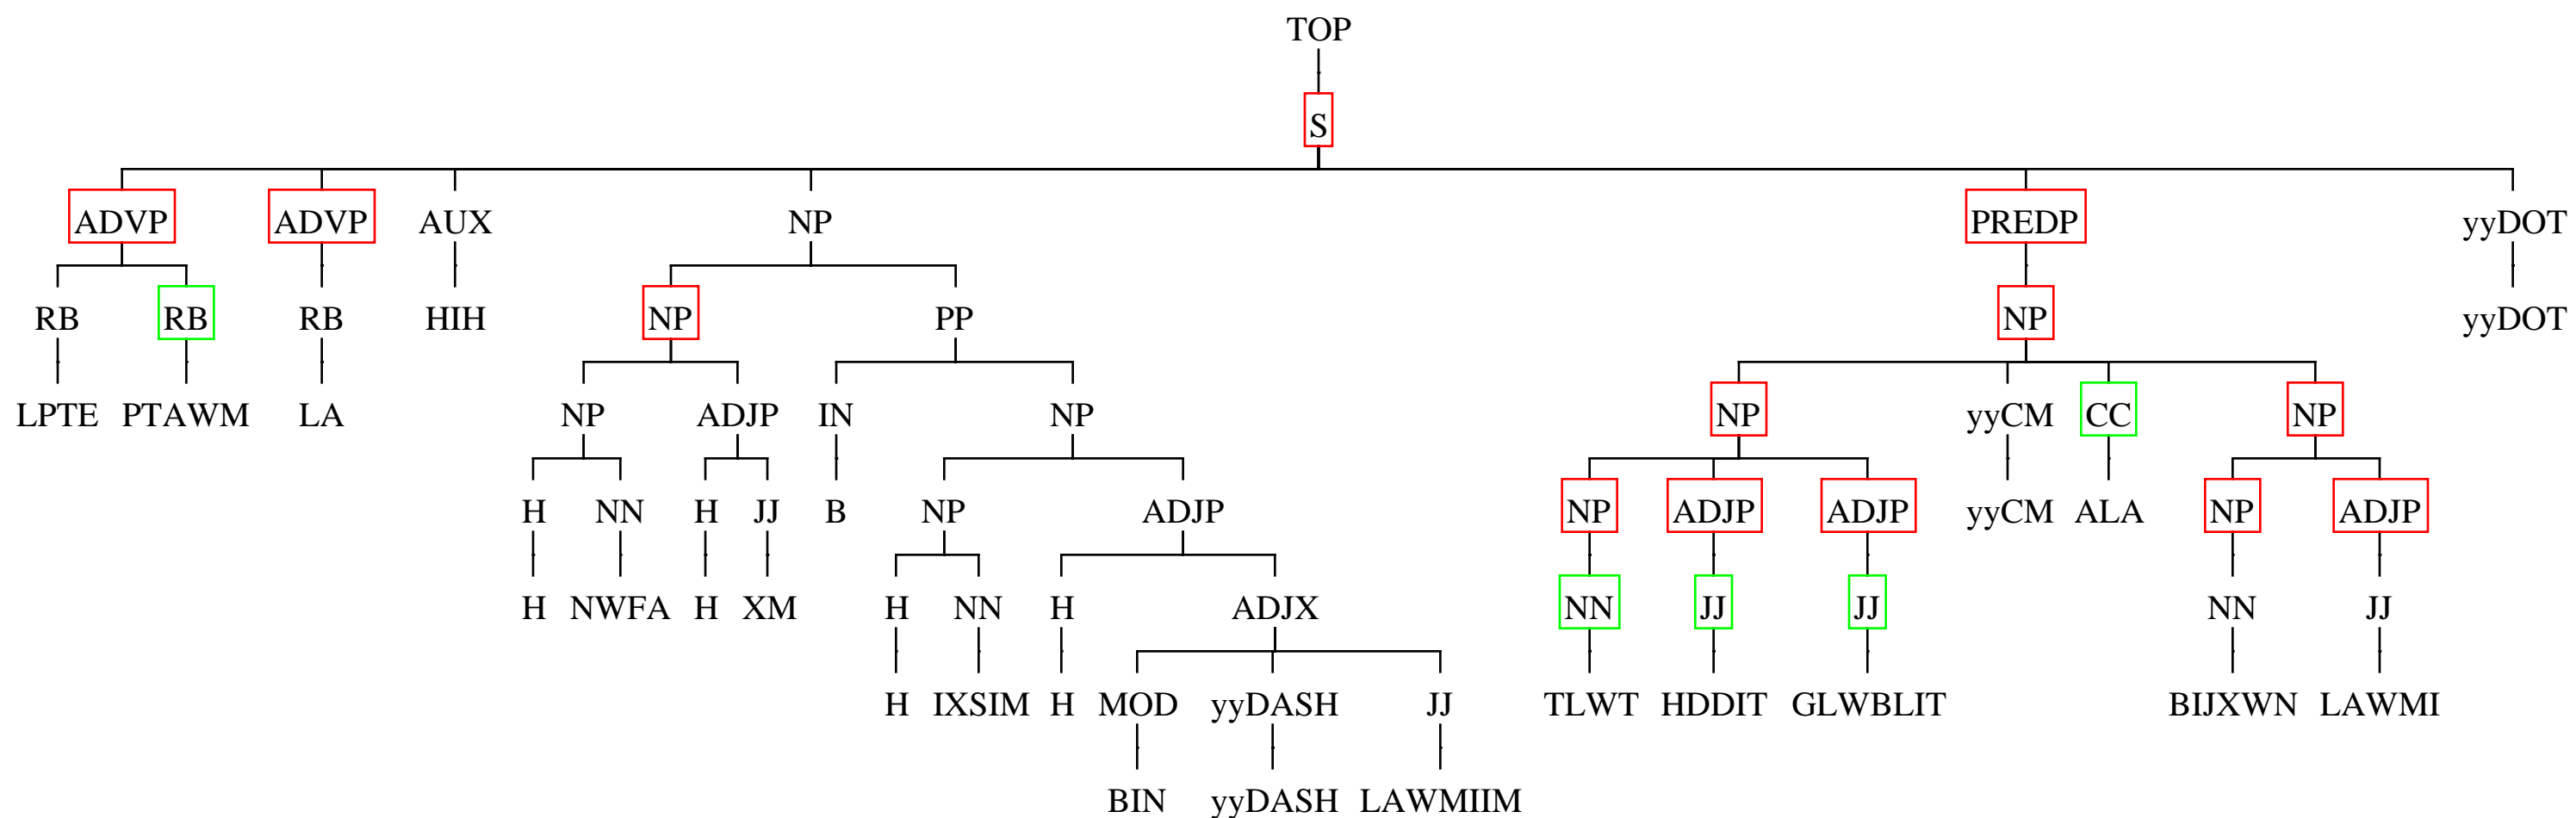 TOP
S
ADVP ADVP AUX NP PREDP yyDOT
RB RB RB HIH NP PP NP yyDOT
LPTE PTAWM LA NP ADJP IN NP NP yyCM CC NP
H NN H JJ B NP ADJP NP ADJP ADJP yyCM ALA NP ADJP
H NWFA H XM H NN H ADJX NN JJ JJ NN JJ
H IXSIM H MOD yyDASH JJ TLWT HDDIT GLWBLIT BIJXWN LAWMI
BIN yyDASH LAWMIIM